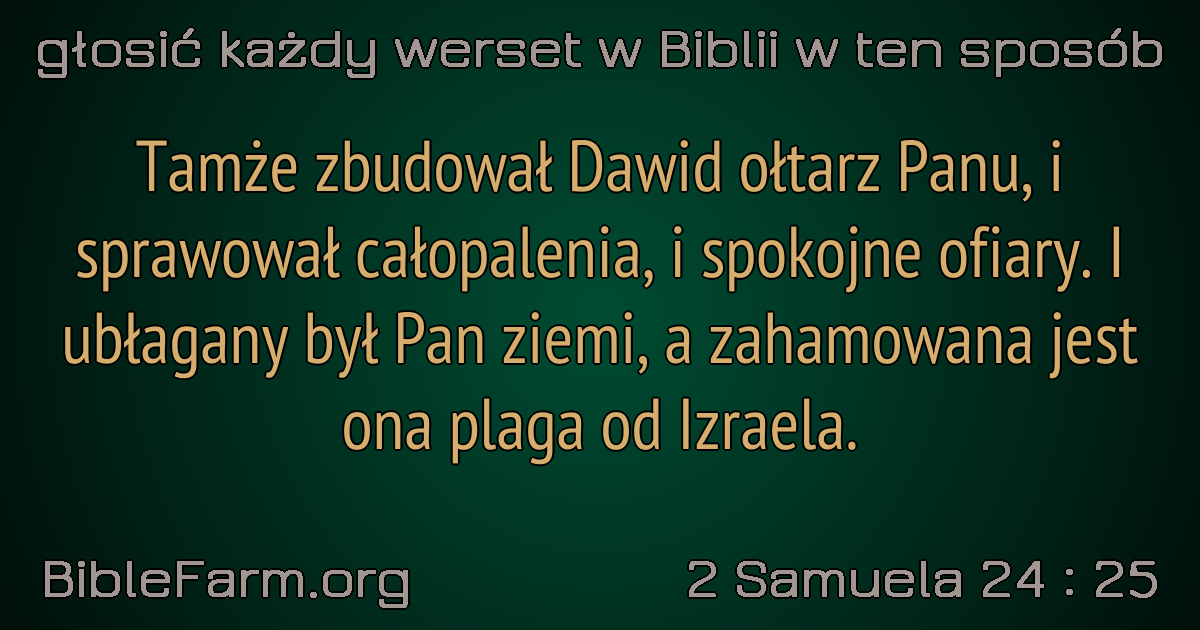 głosić każdy werset w Biblii w ten sposób
Tamże zbudował Dawid ołtarz Panu, i
sprawował całopalenia, i spokojne ofiary. I
ubłagany był Pan ziemi, a zahamowana jest
ona plaga od Izraela.
BibleFarm.org
2 Samuela 24 : 25